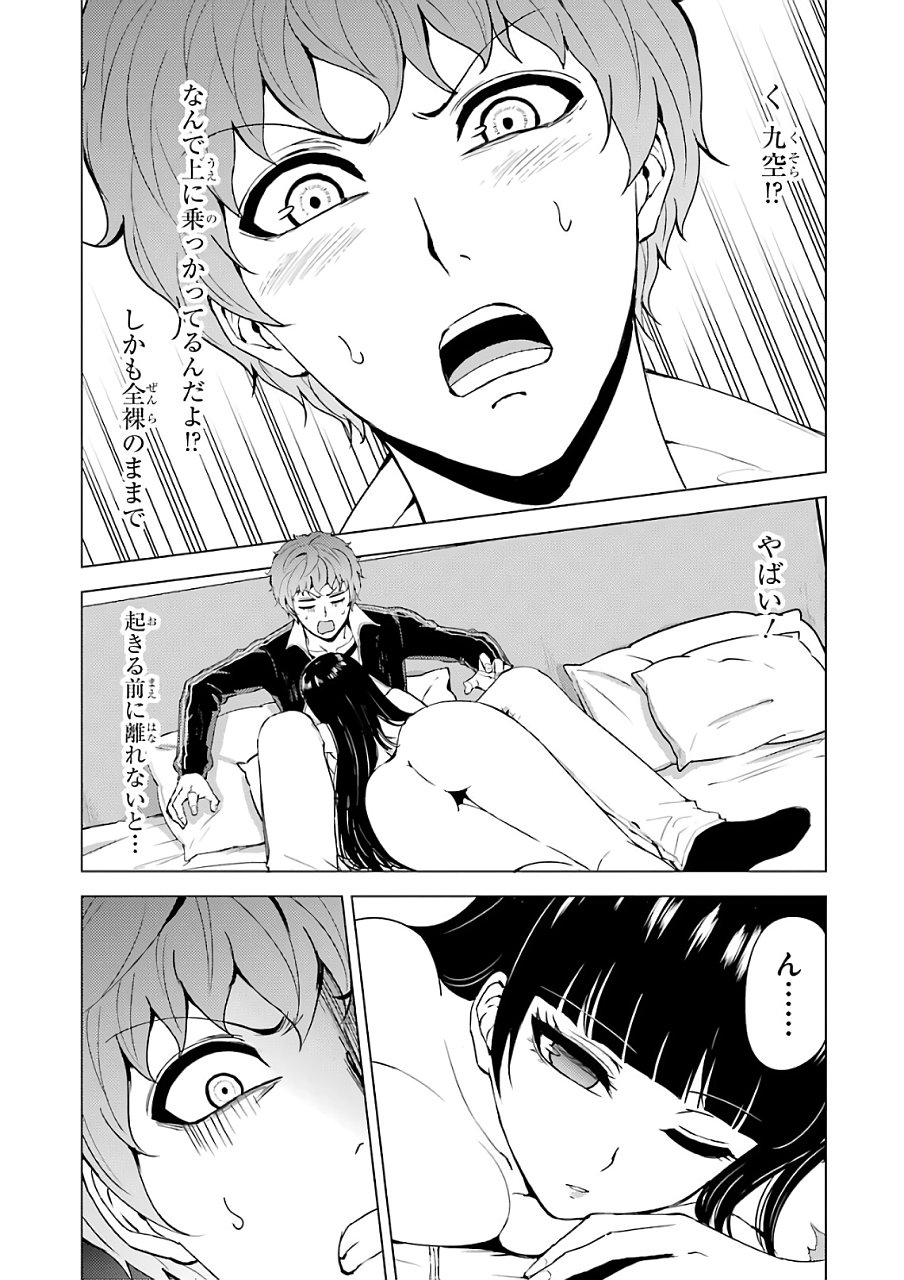 く九空!?
なんで上に乗っかってるんだよ!?
しかも全裸のままで
やばい！
起きる前に離れないと…
ん……